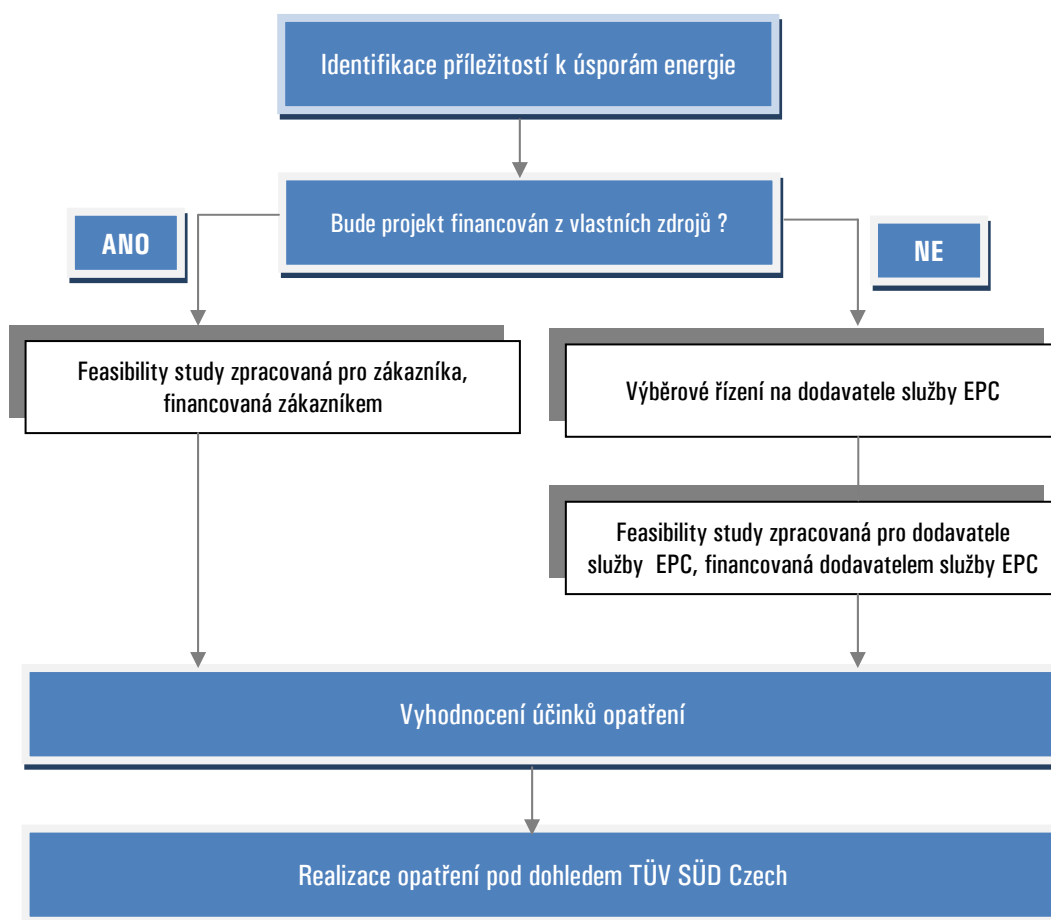 Identifikace příležitostí k úsporám energie
Bude projekt financován z vlastních zdrojů ?
ANO
NE
Feasibility study zpracovaná pro zákazníka,
financovaná zákazníkem
Výběrové řízení na dodavatele služby EPC
Feasibility study zpracovaná pro dodavatele
služby EPC, financovaná dodavatelem služby EPC
Vyhodnocení účinků opatření
Realizace opatření pod dohledem TÜV SÜD Czech